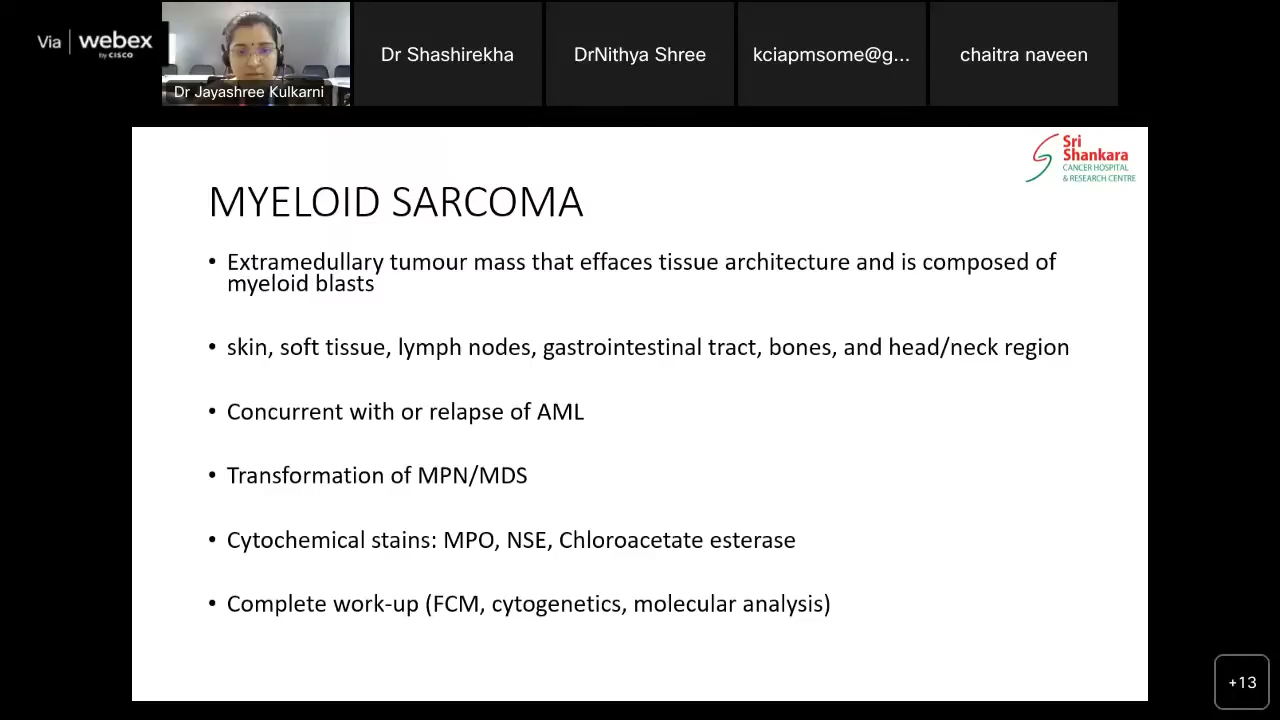 Via webex
by CISCO
Dr Jayashree Kulkarni
Dr Shashirekha
DrNithya Shree
kciapmsome@g...
chaitra naveen
Sri
Shankara
CANCER HOSPITAL
& RESEARCH CENTRE
MYELOID SARCOMA
• Extramedullary tumour mass that effaces tissue architecture and is composed of
myeloid blasts
• skin, soft tissue, lymph nodes, gastrointestinal tract, bones, and head/neck region
• Concurrent with or relapse of AML
• Transformation of MPN/MDS
• Cytochemical stains: MPO, NSE, Chloroacetate esterase
• Complete work-up (FCM, cytogenetics, molecular analysis)
+13